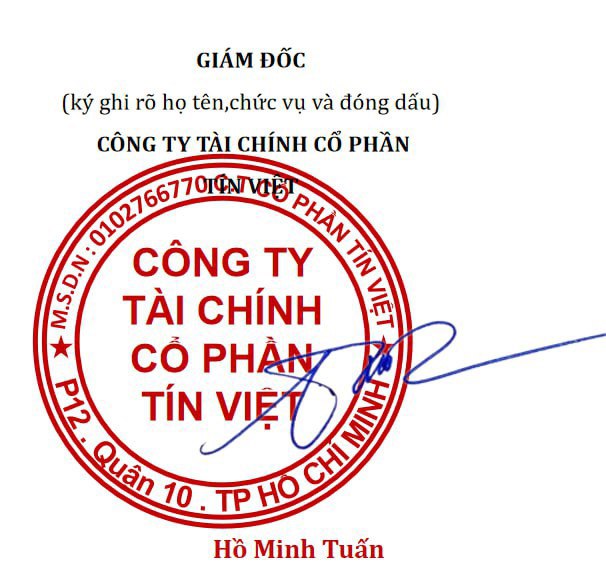 GIÁM ĐỐC
(ký ghi rõ họ tên,chức vụ và đóng dấu)
CÔNG TY TÀI CHÍNH CỔ PHẦN
TÍN VIỆT
M.S.D.N : 0102766770 C.T CỔ PHẦN TÍN VIỆT
CÔNG TY
TÀI CHÍNH
CỔ PHẦN
TÍN VIỆT
P12 . Quân 10 . TP HỒ CHÍ MINH
Hồ Minh Tuấn